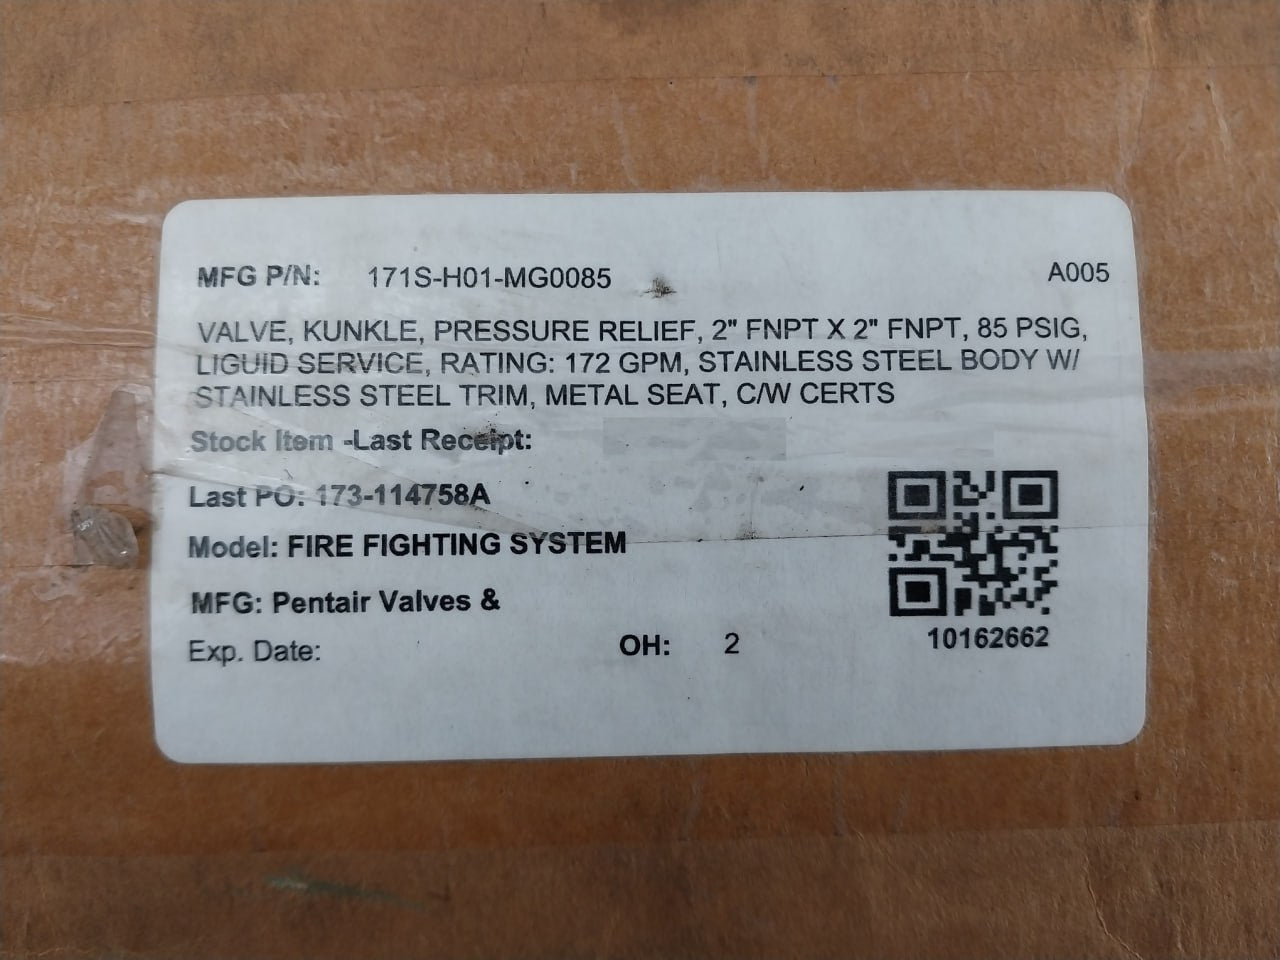 MFG P/N: 171S-H01-MG0085 A005
VALVE, KUNKLE, PRESSURE RELIEF, 2" FNPT X 2" FNPT, 85 PSIG,
LIGUID SERVICE, RATING: 172 GPM, STAINLESS STEEL BODY W/
STAINLESS STEEL TRIM, METAL SEAT, C/W CERTS
Stock Item -Last Receipt:
Last PO: 173-114758A
Model: FIRE FIGHTING SYSTEM
MFG: Pentair Valves &
Exp. Date: OH: 2
10162662